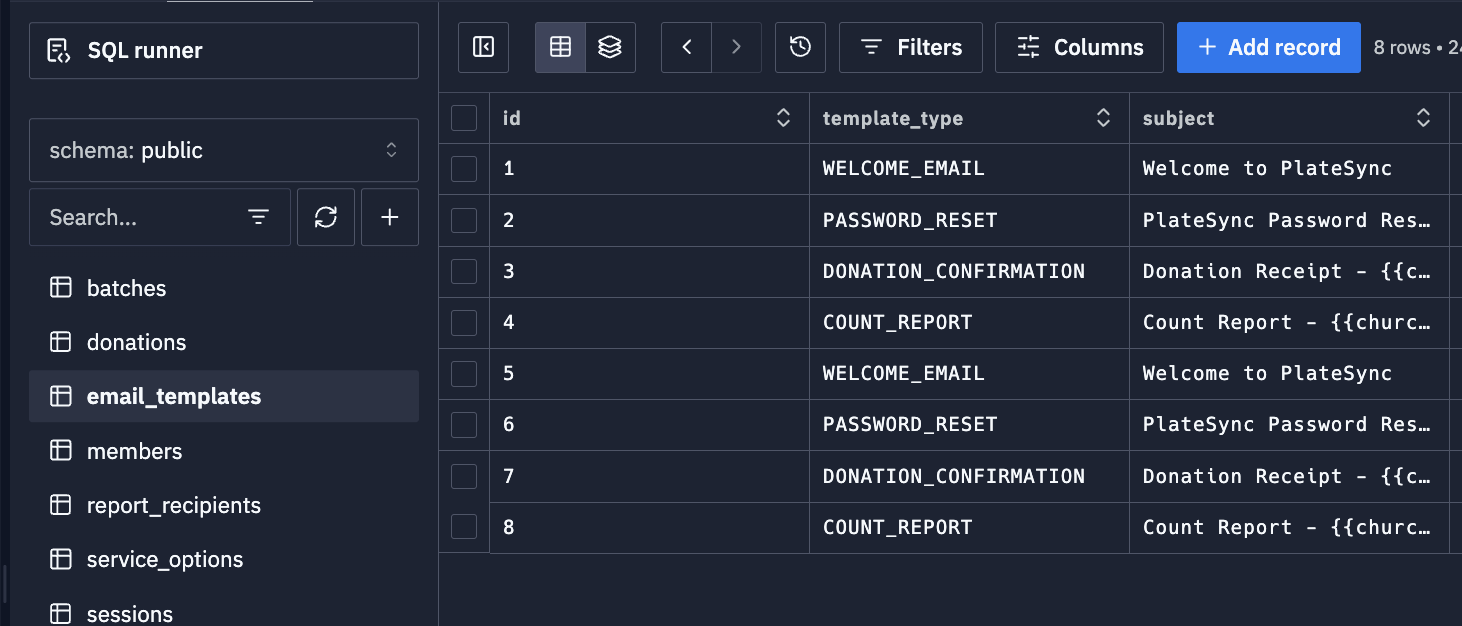 SQL runner
schema: public
Search...
batches
donations
email_templates
members
report_recipients
service_options
sessions
Filters
Columns
+ Add record
8 rows • 24
id template_type subject
1 WELCOME_EMAIL Welcome to PlateSync
2 PASSWORD_RESET PlateSync Password Res…
3 DONATION_CONFIRMATION Donation Receipt - {{c…
4 COUNT_REPORT Count Report - {{churc…
5 WELCOME_EMAIL Welcome to PlateSync
6 PASSWORD_RESET PlateSync Password Res…
7 DONATION_CONFIRMATION Donation Receipt - {{c…
8 COUNT_REPORT Count Report - {{churc…